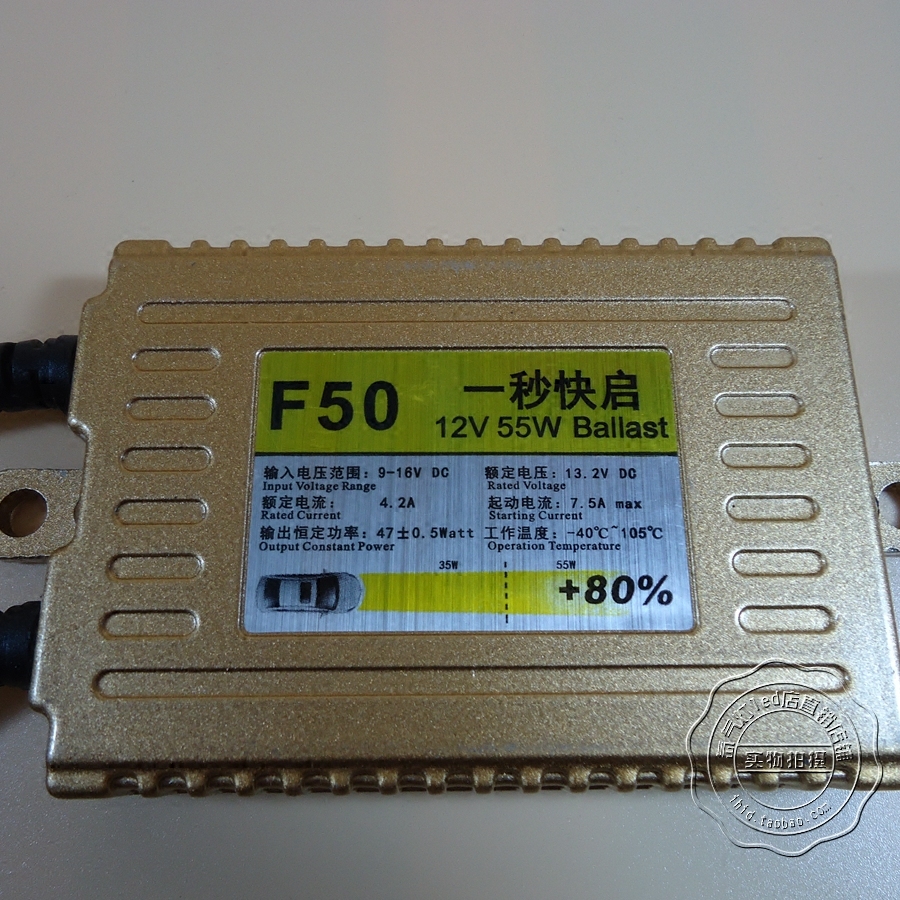 F50
一秒快启
12V 55W Ballast
输入电压范围：9-16V DC
Input Voltage Range
额定电压：13.2V DC
Rated Voltage
额定电流： 4.2A
Rated Current
起动电流：7.5A max
Starting Current
输出恒定功率：47±0.5Watt
Output Constant Power
工作温度：-40℃~105℃
Operation Temperature
35W
55W
+80%
实物拍摄